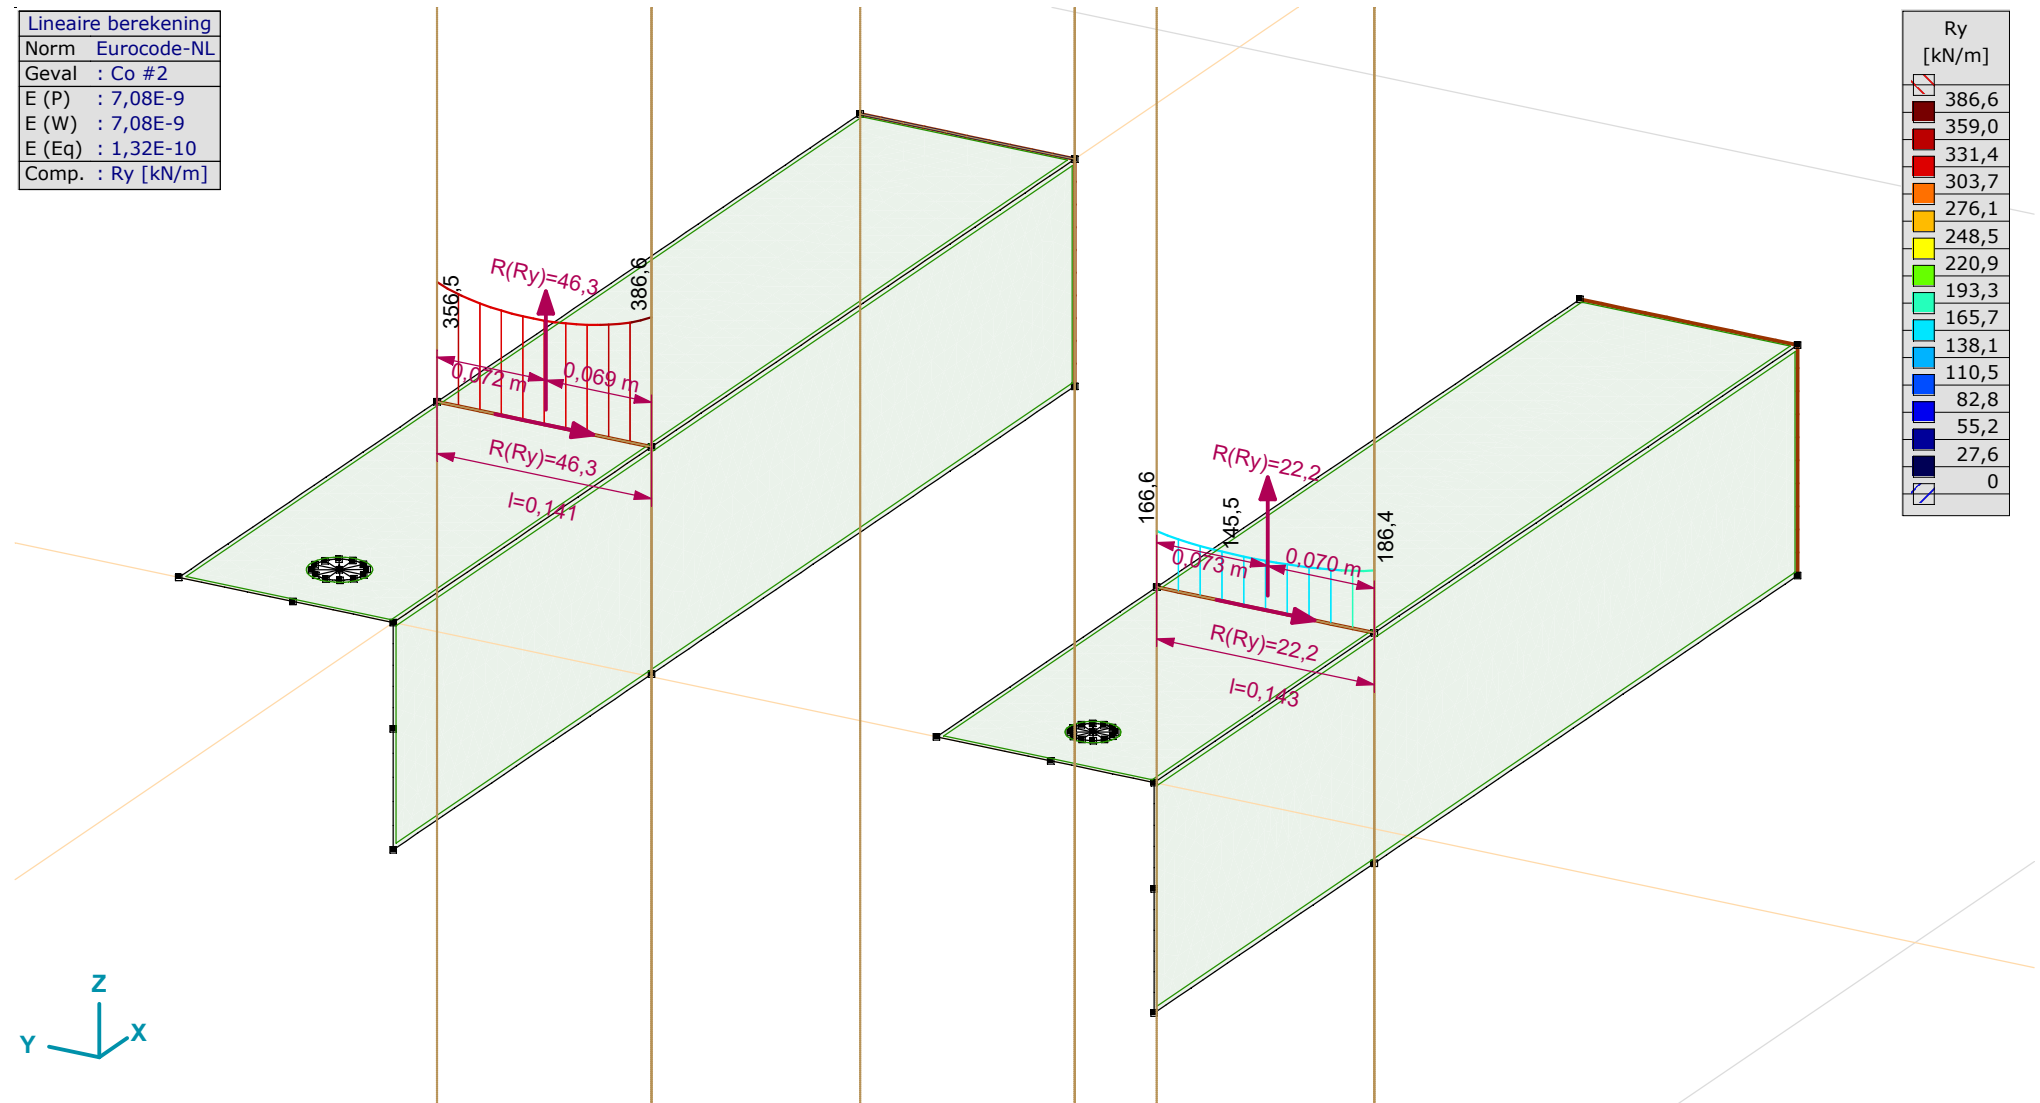 Lineaire berekening
Norm Eurocode-NL
Geval : Co #2
E (P) : 7,08E-9
E (W) : 7,08E-9
E (Eq) : 1,32E-10
Comp. : Ry [kN/m]
Ry
[kN/m]
386,6
359,0
331,4
303,7
276,1
248,5
220,9
193,3
165,7
138,1
110,5
82,8
55,2
27,6
0
356,5
R(Ry)=46,3
386,6
0,072 m
0,069 m
R(Ry)=46,3
l=0,141
166,6
145,5
R(Ry)=22,2
186,4
0,073 m
0,070 m
R(Ry)=22,2
l=0,143
Z
Y
X